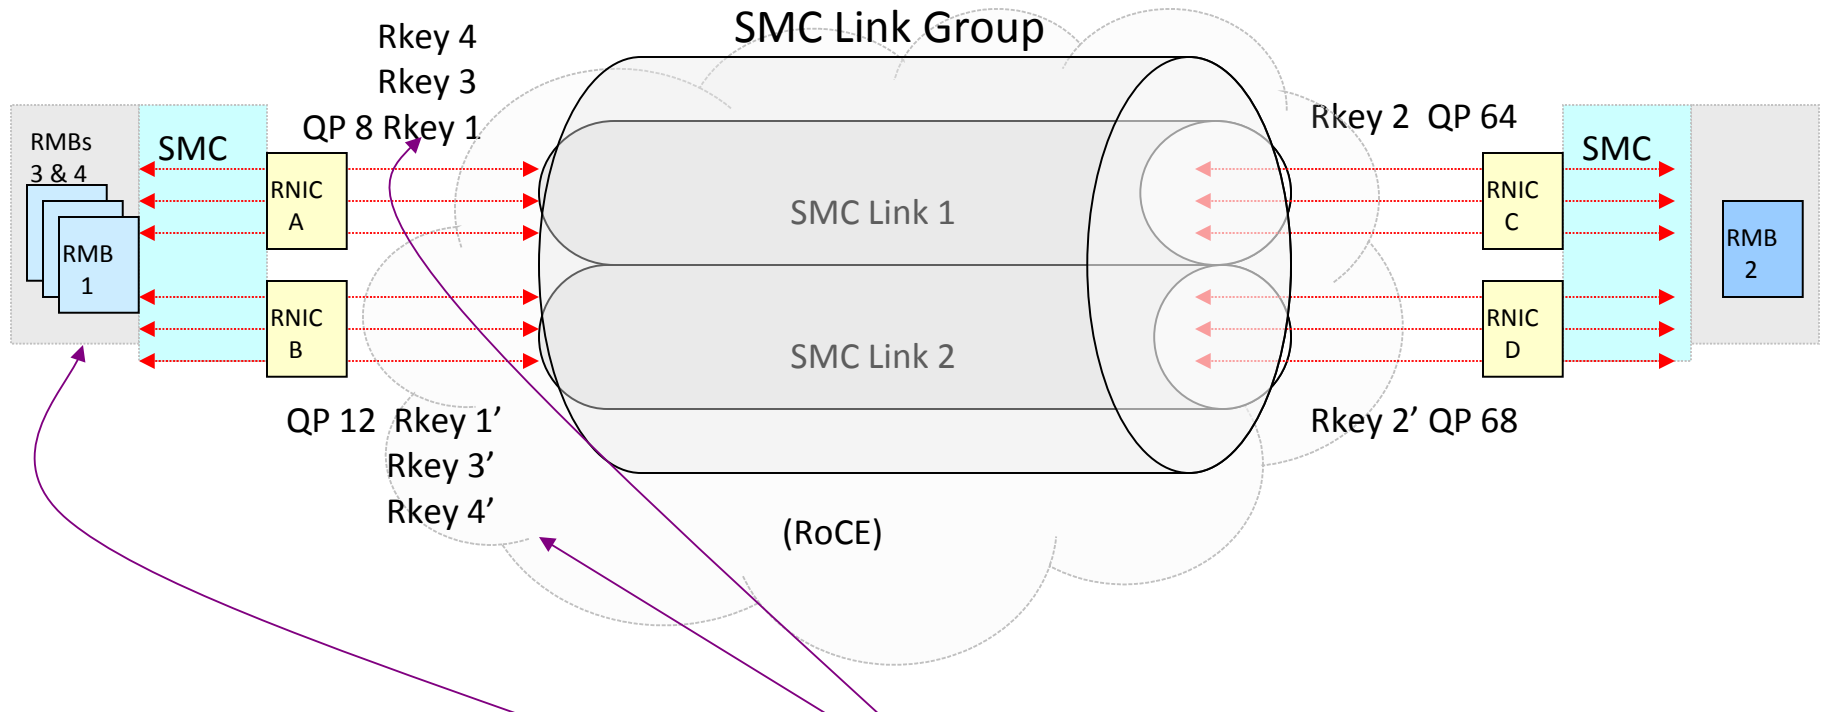 SMC Link Group
Rkey 4
Rkey 3
QP 8 Rkey 1
Rkey 2 QP 64
RMBs
3 & 4
SMC
SMC
RNIC
A
RNIC
C
SMC Link 1
RMB
1
RMB
2
RNIC
B
RNIC
D
SMC Link 2
QP 12 Rkey 1’
Rkey 3’
Rkey 4’
Rkey 2’ QP 68
(RoCE)